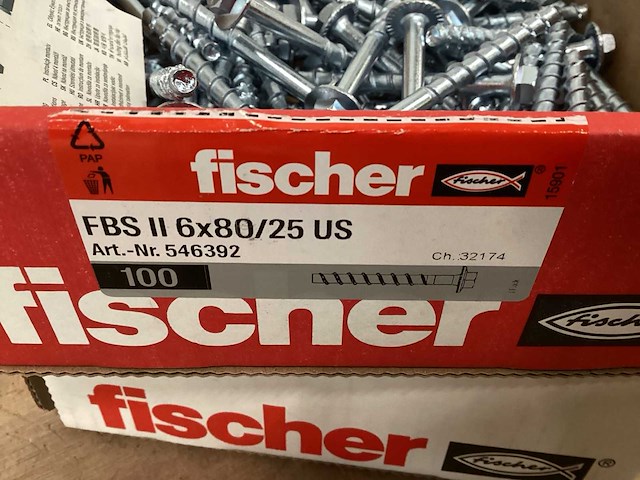 fischer
PAP
fischer fischer
15901
FBS II 6x80/25 US
Art.-Nr. 546392
Ch. 32174
100
fischer fischer
fischer fischer